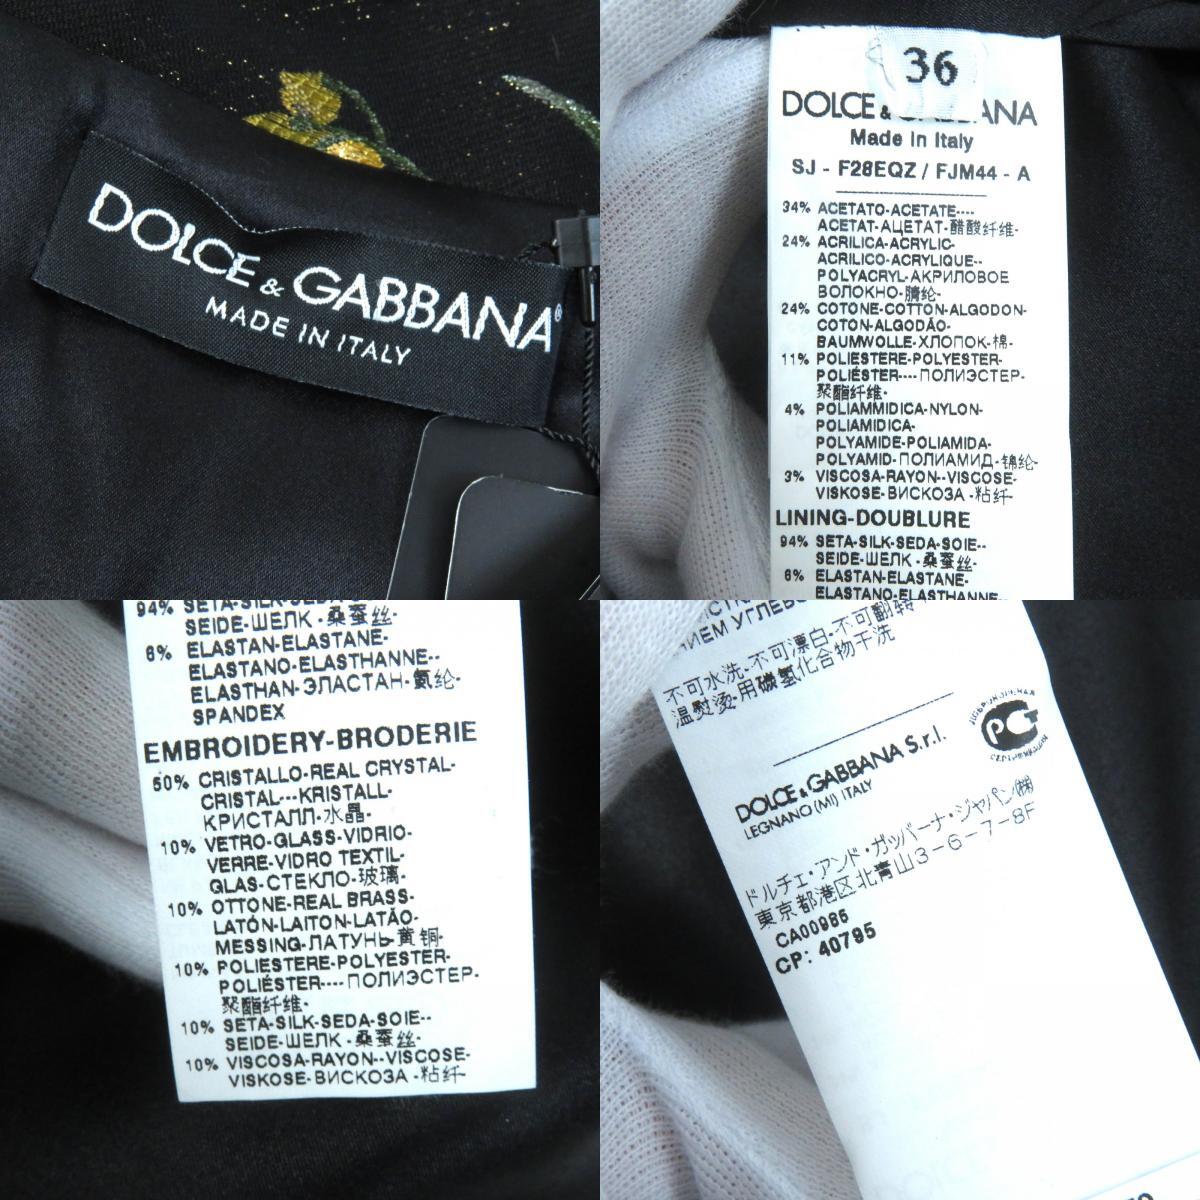 DOLCE & GABBANA®
MADE IN ITALY
36
DOLCE &
Made in Italy
SJ - F28EQZ / FJM44 - A
34% ACETATO-ACETATE----
ACETAT-АЦЕТАТ-醋酸纤维-
24% ACRILICA-ACRYLIC-
ACRILICO-ACRYLIQUE--
POLYACRYL-АКРИЛОВОЕ
ВОЛОКНО-腈纶-
24% COTONE-COTTON-ALGODON-
COTON-ALGODÃO-
BAUMWOLLE-ХЛОПОК-棉-
11% POLIESTERE-POLYESTER-
POLIÉSTER----ПОЛИЭСТЕР-
聚酯纤维-
4% POLIAMMIDICA-NYLON-
POLIAMIDICA-
POLYAMIDE-POLIAMIDA-
POLYAMID-ПОЛИАМИД-锦纶-
3% VISCOSA-RAYON--VISCOSE-
VISKOSE-ВИСКОЗА -粘纤-
LINING-DOUBLURE
94% SETA-SILK-SEDA-SOIE--
SEIDE-ШЕЛК -桑蚕丝-
6% ELASTAN-ELASTANE-
ELASTANO-ELASTHANNE--
94% SETA-SILK-SEDA-SOIE--
SEIDE-ШЕЛК -桑蚕丝-
6% ELASTAN-ELASTANE-
ELASTANO-ELASTHANNE--
ELASTHAN-ЭЛАСТАН-氨纶-
SPANDEX
EMBROIDERY-BRODERIE
50% CRISTALLO-REAL CRYSTAL-
CRISTAL---KRISTALL-
КРИСТАЛЛ-水晶-
10% VETRO-GLASS-VIDRIO-
VERRE-VIDRO TEXTIL-
GLAS-СТЕКЛО-玻璃-
10% OTTONE-REAL BRASS-
LATÓN-LAITON-LATÃO-
MESSING-ЛАТУНЬ-黄铜-
10% POLIESTERE-POLYESTER-
POLIÉSTER----ПОЛИЭСТЕР-
聚酯纤维-
10% SETA-SILK-SEDA-SOIE--
SEIDE-ШЕЛК -桑蚕丝-
10% VISCOSA-RAYON--VISCOSE-
VISKOSE-ВИСКОЗА -粘纤-
不可水洗-不可漂白-不可翻转
温熨烫-用碳氢化合物干洗
DOLCE & GABBANA S.r.l.
LEGNANO (MI) ITALY
ドルチェ・アンド・ガッバーナ・ジャパン(株)
東京都港区北青山3-6-7-8F
CA00986
CP: 40795